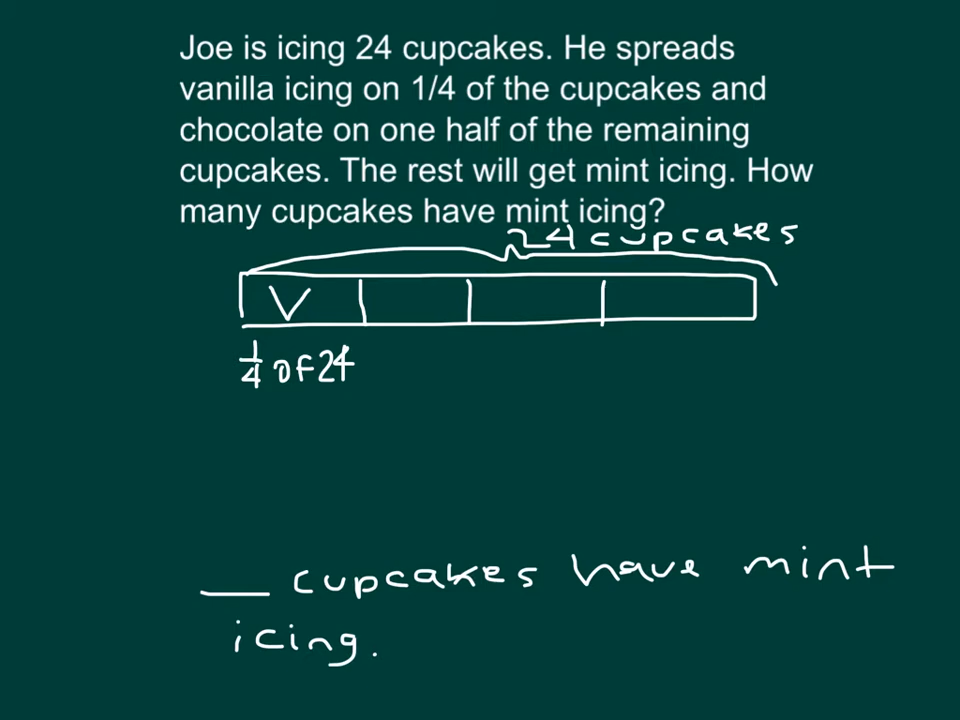 Joe is icing 24 cupcakes. He spreads
vanilla icing on 1/4 of the cupcakes and
chocolate on one half of the remaining
cupcakes. The rest will get mint icing. How
many cupcakes have mint icing?
24 cupcakes
V
1/4 of 24
___ cupcakes have mint
icing.